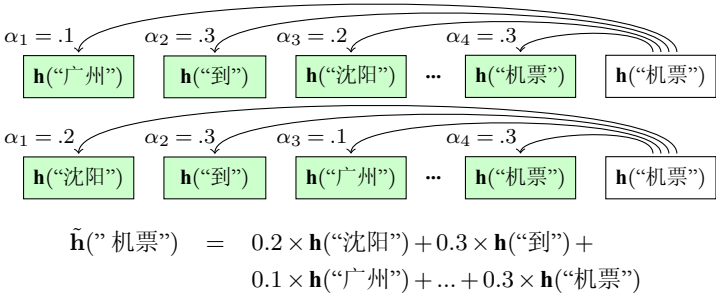 α₁ = .1 α₂ = .3 α₃ = .2 α₄ = .3
h(“广州”) h(“到”) h(“沈阳”) ... h(“机票”) h(“机票”)
α₁ = .2 α₂ = .3 α₃ = .1 α₄ = .3
h(“沈阳”) h(“到”) h(“广州”) ... h(“机票”) h(“机票”)
h̃(” 机票”) = 0.2 × h(“沈阳”) + 0.3 × h(“到”) +
0.1 × h(“广州”) + ... + 0.3 × h(“机票”)